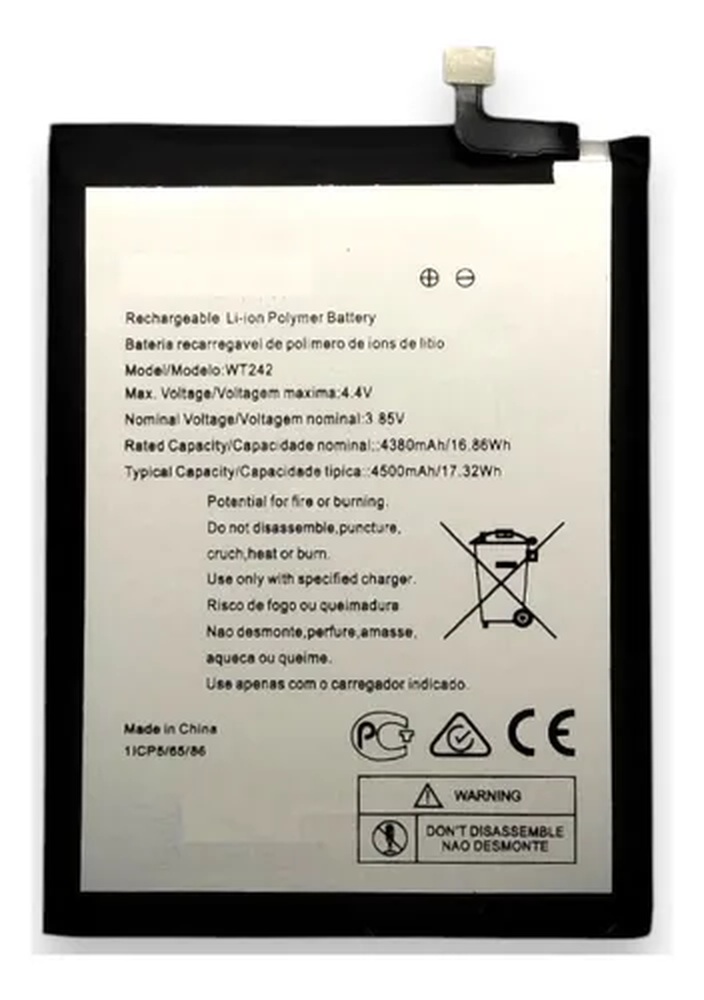 Rechargeable Li-ion Polymer Battery
Bateria recarregavel de polimero de ions de litio
Model/Modelo:WT242
Max. Voltage/Voltagem maxima:4.4V
Nominal Voltage/Voltagem nominal:3.85V
Rated Capacity/Capacidade nominal.:4380mAh/16.86Wh
Typical Capacity/Capacidade tipica.:4500mAh/17.32Wh
Potential for fire or burning.
Do not disassemble,puncture,
cruch,heat or burn.
Use only with specified charger.
Risco de fogo ou queimadura
Nao desmonte,perfure,amasse,
aqueca ou queime.
Use apenas com o carregador indicado.
Made in China
1ICP5/65/86
PCT CE
WARNING
DON'T DISASSEMBLE
NAO DESMONTE